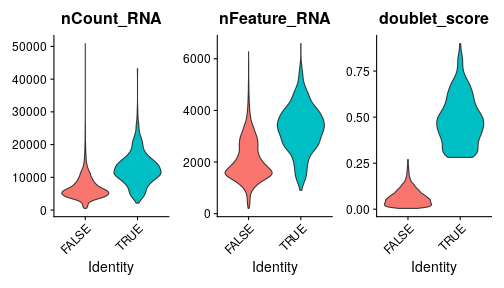 nCount_RNA
50000
40000
30000
20000
10000
0
FALSE
TRUE
Identity
nFeature_RNA
6000
4000
2000
0
FALSE
TRUE
Identity
doublet_score
0.75
0.50
0.25
0.00
FALSE
TRUE
Identity